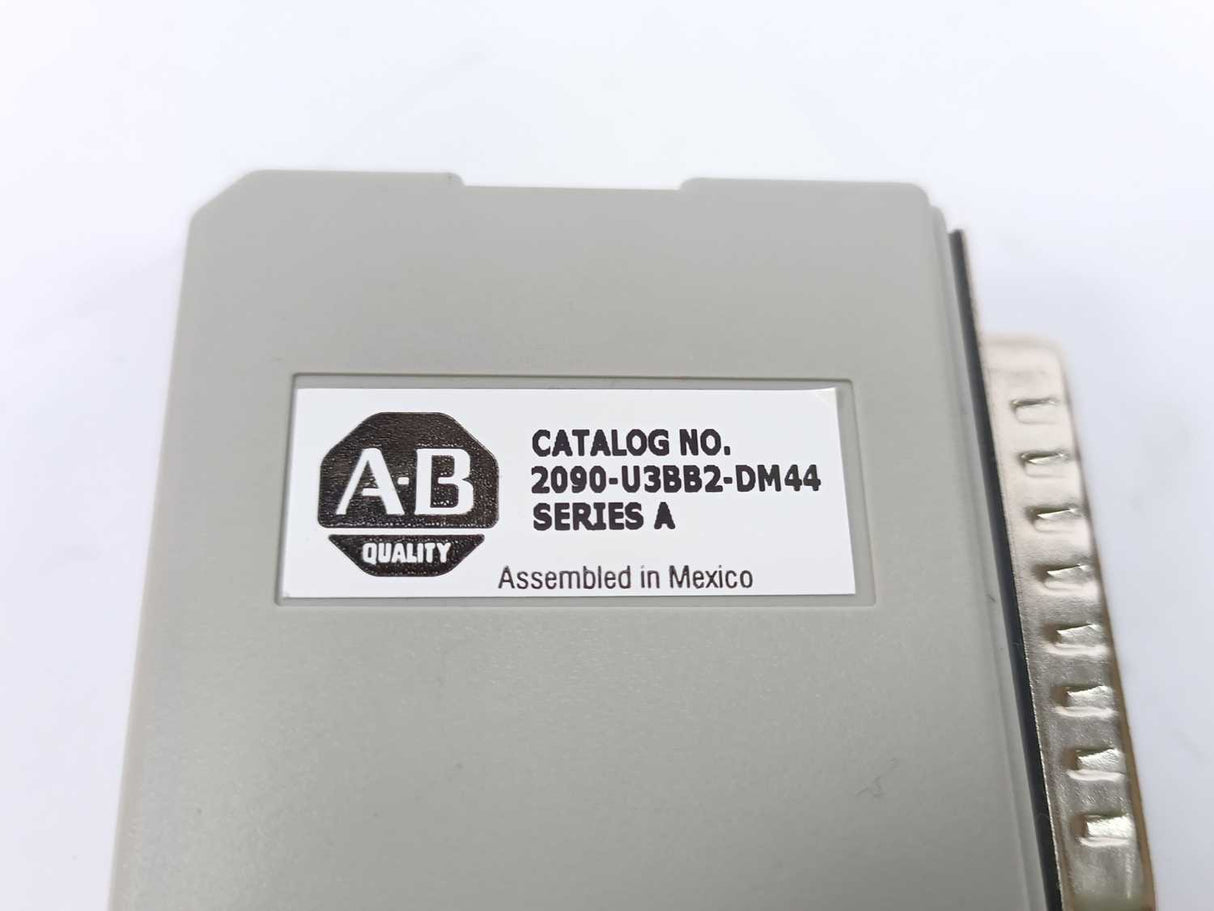 A-B
QUALITY
CATALOG NO.
2090-U3BB2-DM44
SERIES A
Assembled in Mexico